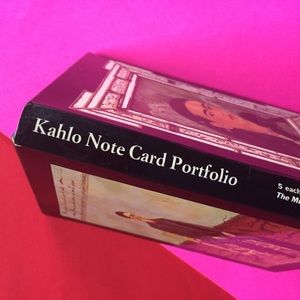 Kahlo Note Card Portfolio
5 each
The